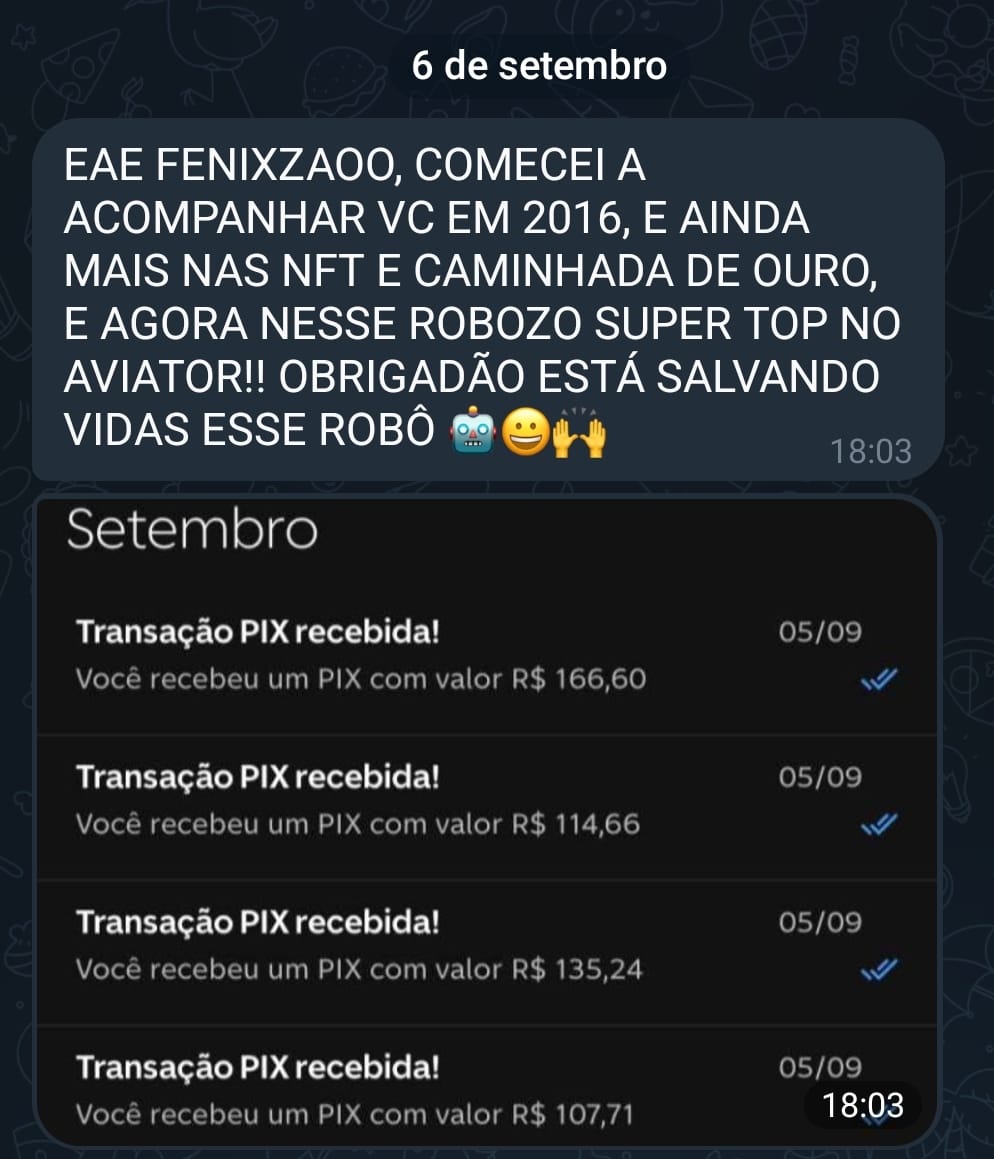 6 de setembro
EAE FENIXZAOO, COMECEI A
ACOMPANHAR VC EM 2016, E AINDA
MAIS NAS NFT E CAMINHADA DE OURO,
E AGORA NESSE ROBOZO SUPER TOP NO
AVIATOR!! OBRIGADÃO ESTÁ SALVANDO
VIDAS ESSE ROBÔ 🤖😀🙌
18:03
Setembro
Transação PIX recebida! 05/09
Você recebeu um PIX com valor R$ 166,60
Transação PIX recebida! 05/09
Você recebeu um PIX com valor R$ 114,66
Transação PIX recebida! 05/09
Você recebeu um PIX com valor R$ 135,24
Transação PIX recebida! 05/09
Você recebeu um PIX com valor R$ 107,71
18:03